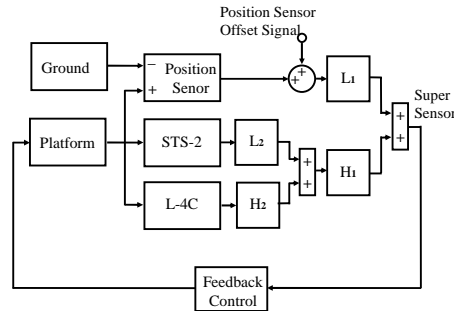 Position Sensor
Offset Signal
Ground
−
+
Position
Senor
+
+
L1
Super
Sensor
+
+
Platform
STS-2
L2
+
+
H1
L-4C
H2
Feedback
Control